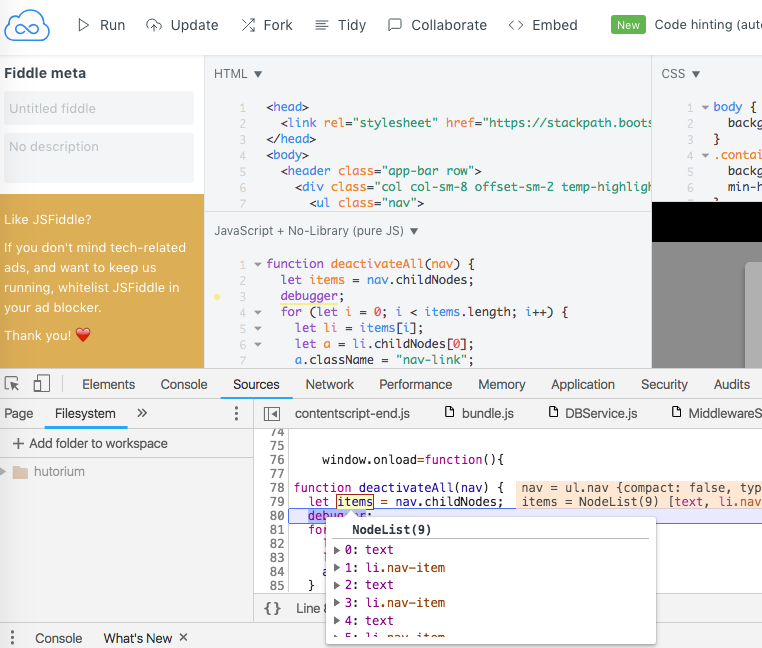 Run Update Fork Tidy Collaborate Embed New Code hinting (aut
Fiddle meta
Untitled fiddle
No description
Like JSFiddle?
If you don't mind tech-related
ads, and want to keep us
running, whitelist JSFiddle in
your ad blocker.
Thank you! ❤️
HTML ▼
1 <head>
2 <link rel="stylesheet" href="https://stackpath.boots
3 </head>
4 <body>
5 <header class="app-bar row">
6 <div class="col col-sm-8 offset-sm-2 temp-highligh
7 <ul class="nav">
CSS ▼
1 body {
2 backg
3 }
4 .contai
5 backg
6 min-h
7 }
JavaScript + No-Library (pure JS) ▼
1 function deactivateAll(nav) {
2 let items = nav.childNodes;
3 debugger;
4 for (let i = 0; i < items.length; i++) {
5 let li = items[i];
6 let a = li.childNodes[0];
7 a.className = "nav-link";
Elements Console Sources Network Performance Memory Application Security Audits
Page Filesystem »
+ Add folder to workspace
hutorium
contentscript-end.js bundle.js DBService.js MiddlewareS
74
75
76 window.onload=function(){
77
78 function deactivateAll(nav) { nav = ul.nav {compact: false, typ
79 let items = nav.childNodes; items = NodeList(9) [text, li.nav
80 debugger;
81 for
82
83
84 a
85 }
NodeList(9)
0: text
1: li.nav-item
2: text
3: li.nav-item
4: text
5: li.nav-item
{} Line 8
Console What's New ×